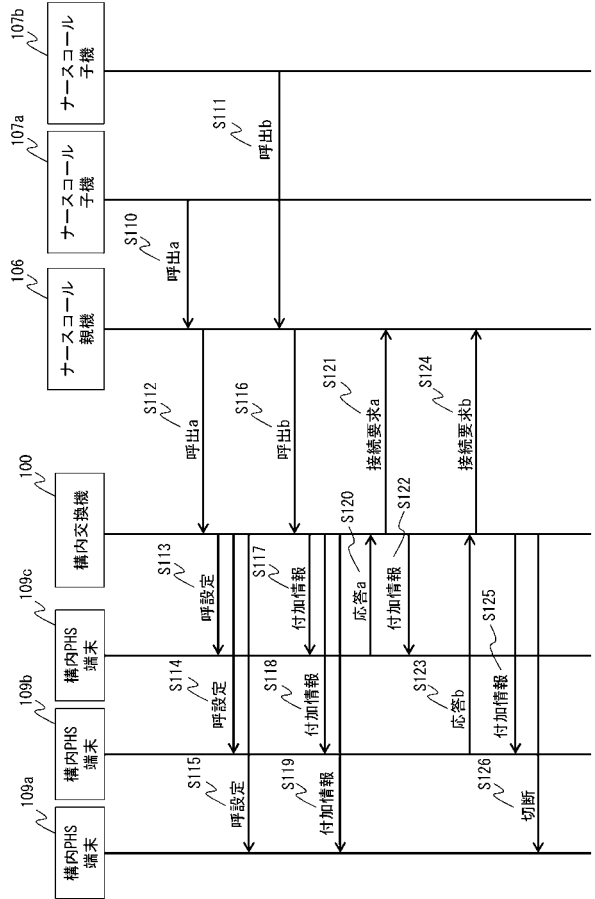 109a
構内PHS
端末
109b
構内PHS
端末
109c
構内PHS
端末
100
構内交換機
106
ナースコール
親機
107a
ナースコール
子機
107b
ナースコール
子機
S110
呼出a
S112
呼出a
S113
呼設定
S114
呼設定
S115
呼設定
S111
呼出b
S116
呼出b
S117
付加情報
S118
付加情報
S119
付加情報
S120
応答a
S121
接続要求a
S122
付加情報
S123
応答b
S124
接続要求b
S125
付加情報
S126
切断